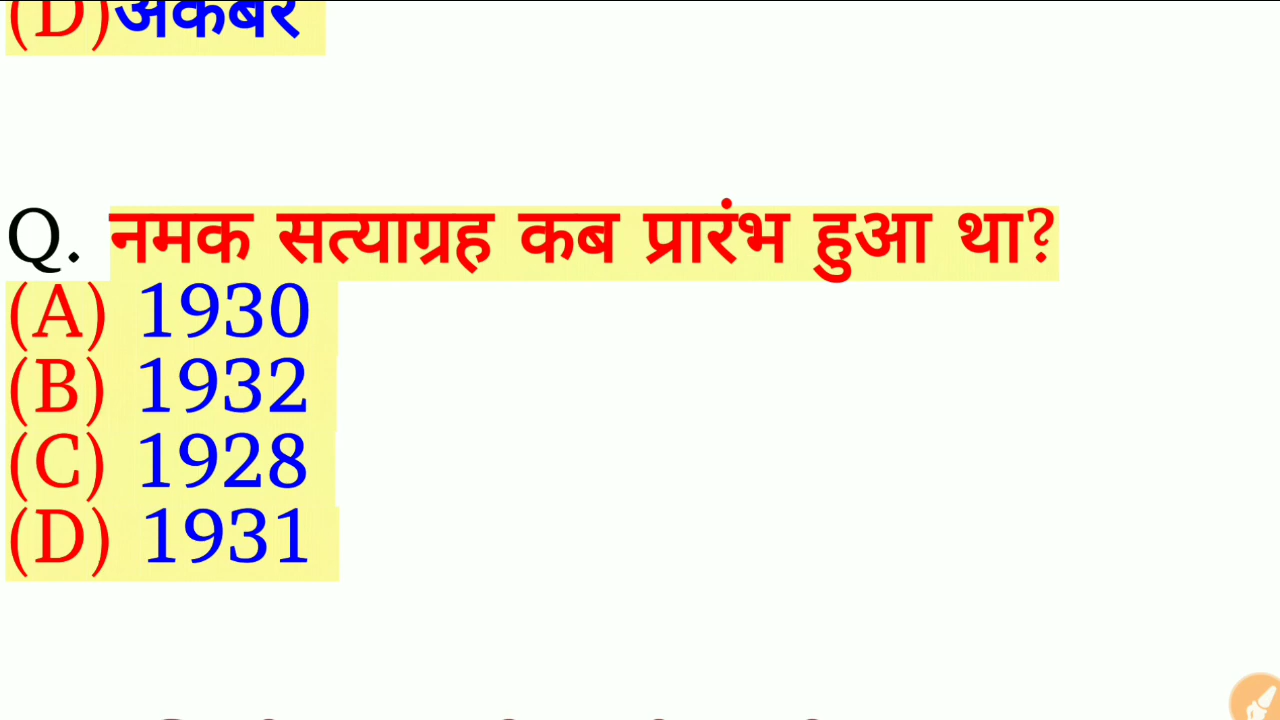 (D)अकबर
Q. नमक सत्याग्रह कब प्रारंभ हुआ था?
(A) 1930
(B) 1932
(C) 1928
(D) 1931